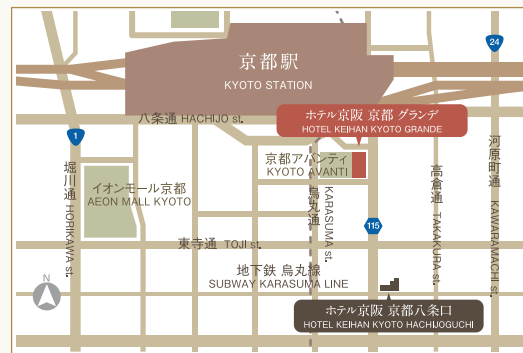 京都駅
KYOTO STATION
24
八条通 HACHIJO st.
ホテル京阪 京都 グランデ
HOTEL KEIHAN KYOTO GRANDE
1
京都アバンティ
KYOTO AVANTI
河原町通 KAWARAMACHI st.
堀川通 HORIKAWA st.
イオンモール京都
AEON MALL KYOTO
高倉通 TAKAKURA st.
烏丸通
KARASUMA st.
115
東寺通 TOJI st.
地下鉄 烏丸線
SUBWAY KARASUMA LINE
N
ホテル京阪 京都八条口
HOTEL KEIHAN KYOTO HACHIJOGUCHI